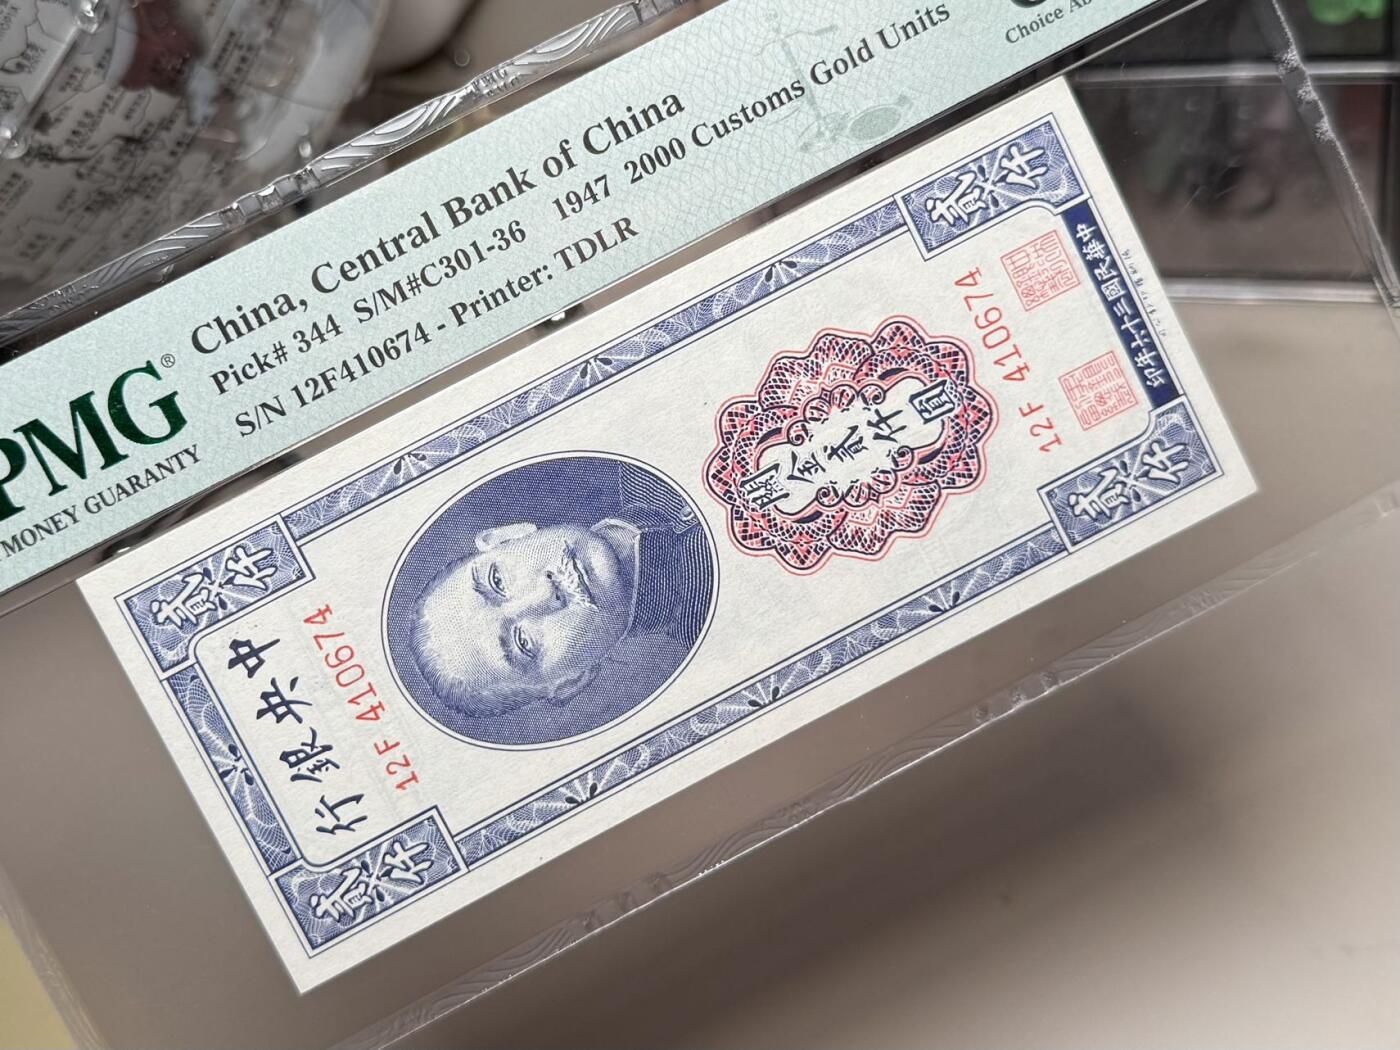 China, Central Bank of China
Pick# 344 S/M#C301-36 1947 2000 Customs Gold Units
S/N 12F410674 - Printer: TDLR
PMG®
MONEY GUARANTY
Choice
貳仟
貳仟
中央銀行
12F 410674
關金貳仟圓
12F 410674
中華民國三十六年印
貳仟
貳仟